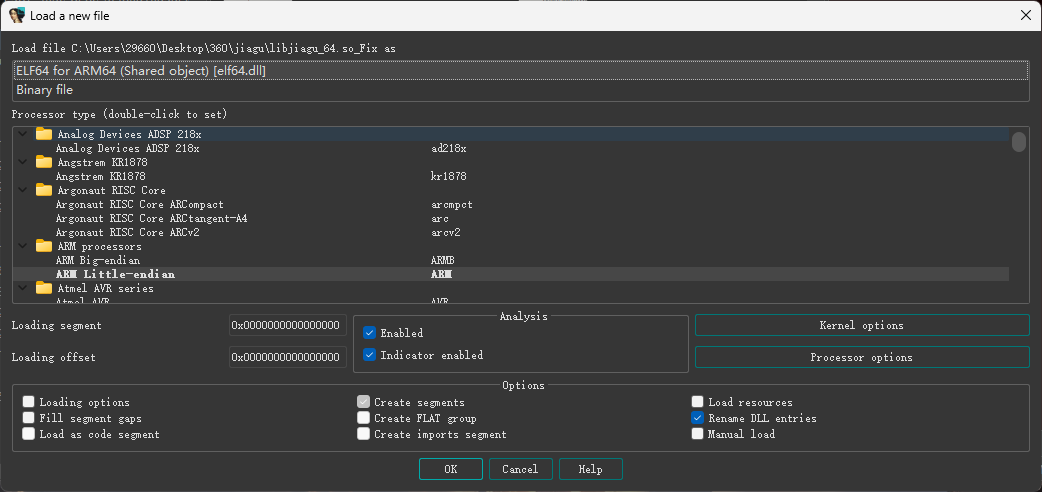 Load a new file
Load file C:\Users\29660\Desktop\360\jiagu\libjiagu_64.so_Fix as
ELF64 for ARM64 (Shared object) [elf64.dll]
Binary file
Processor type (double-click to set)
Analog Devices ADSP 218x
Analog Devices ADSP 218x ad218x
Angstrem KR1878
Angstrem KR1878 kr1878
Argonaut RISC Core
Argonaut RISC Core ARCompact arcmpct
Argonaut RISC Core ARCtangent-A4 arc
Argonaut RISC Core ARCv2 arcv2
ARM processors
ARM Big-endian ARMB
ARM Little-endian ARM
Atmel AVR series
Atmel AVR AVR
Loading segment 0x0000000000000000
Loading offset 0x0000000000000000
Analysis
Enabled
Indicator enabled
Kernel options
Processor options
Options
Loading options
Fill segment gaps
Load as code segment
Create segments
Create FLAT group
Create imports segment
Load resources
Rename DLL entries
Manual load
OK Cancel Help